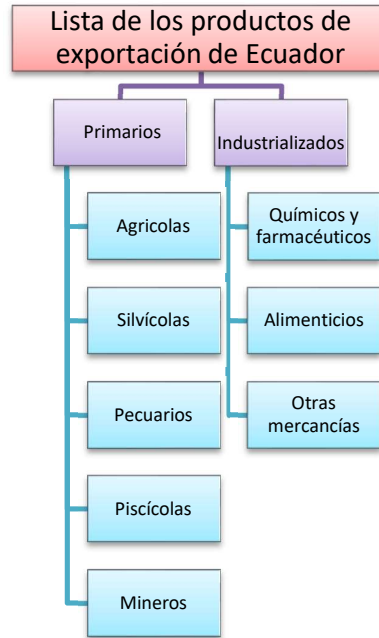 Lista de los productos de
exportación de Ecuador
Primarios
Industrializados
Agricolas
Silvícolas
Pecuarios
Piscícolas
Mineros
Químicos y
farmacéuticos
Alimenticios
Otras
mercancías